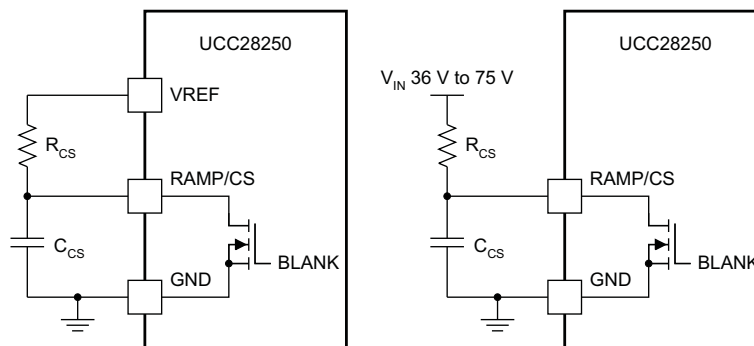 UCC28250
VREF
R_CS
RAMP/CS
C_CS
BLANK
GND
UCC28250
V_IN 36 V to 75 V
R_CS
RAMP/CS
C_CS
BLANK
GND